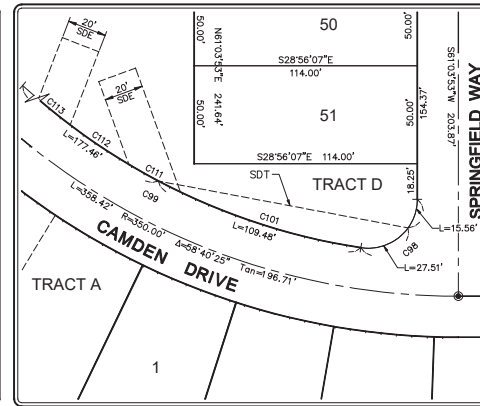 20'
SDE
20'
SDE
C113
C112
L=177.46'
C111
C99
50.00'
50
N61°03'53"E 241.64'
50.00'
S28°56'07"E
114.00'
50.00'
51
50.00'
154.37'
S28°56'07"E 114.00'
SDT
TRACT D
18.25'
S61°03'53"W 203.87'
SPRINGFIELD WAY
C101
L=109.48'
L=15.56'
C98
L=27.51'
L=358.42'
R=350.00'
Δ=58°40'25"
Tan=196.71'
CAMDEN DRIVE
TRACT A
1